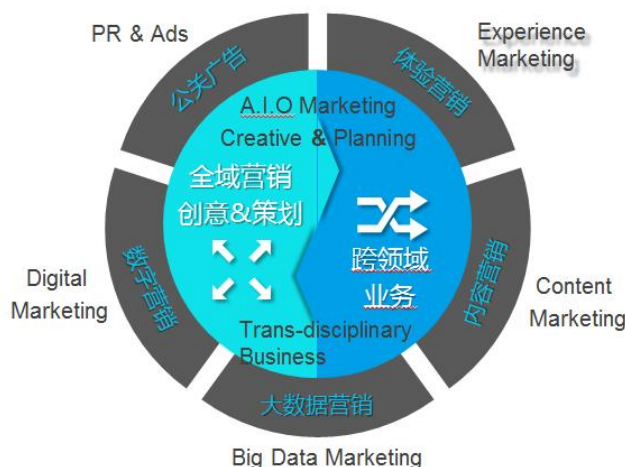 PR & Ads
Experience
Marketing
公关广告
体验营销
A.I.O Marketing
Creative & Planning
全域营销
创意&策划
跨领域
业务
数字营销
内容营销
Digital
Marketing
Content
Marketing
Trans-disciplinary
Business
大数据营销
Big Data Marketing